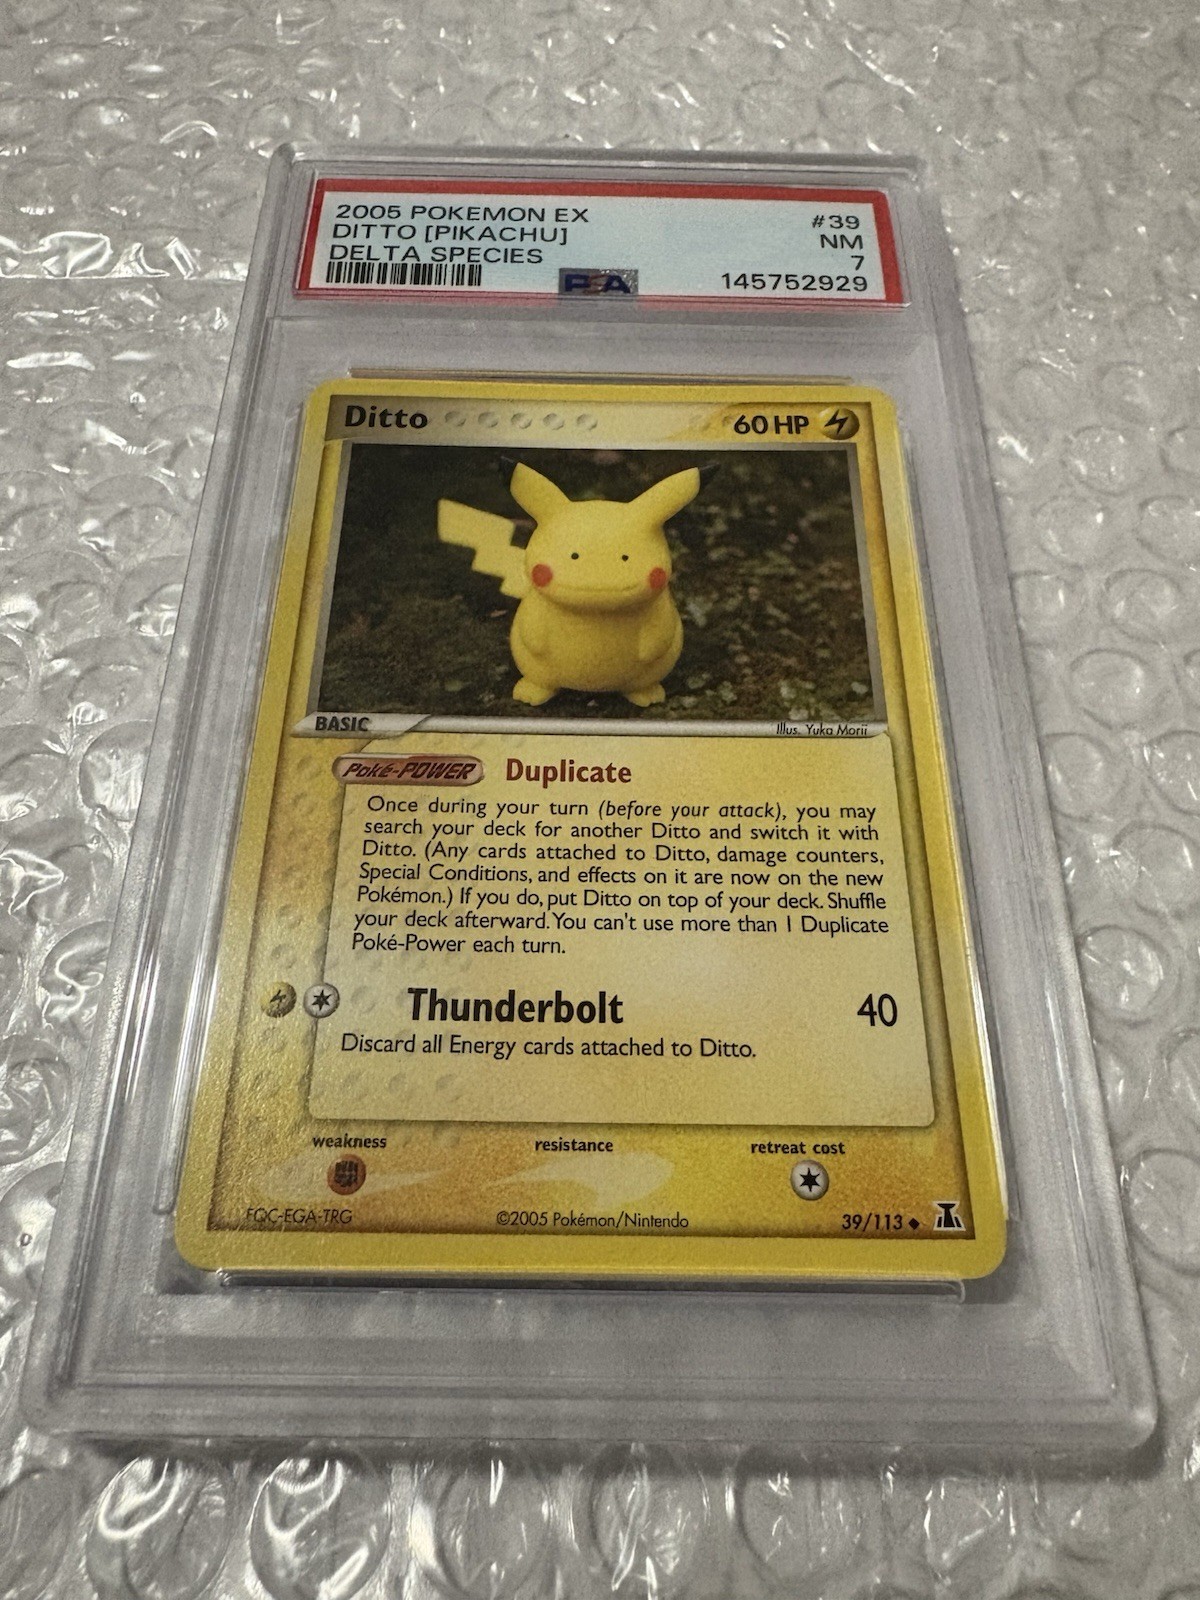 2005 POKEMON EX #39
DITTO [PIKACHU] NM
DELTA SPECIES 7
PSA 145752929
Ditto 60 HP
BASIC Illus. Yuka Morii
Poké-POWER Duplicate
Once during your turn (before your attack), you may
search your deck for another Ditto and switch it with
Ditto. (Any cards attached to Ditto, damage counters,
Special Conditions, and effects on it are now on the new
Pokémon.) If you do, put Ditto on top of your deck. Shuffle
your deck afterward. You can't use more than 1 Duplicate
Poké-Power each turn.
Thunderbolt 40
Discard all Energy cards attached to Ditto.
weakness resistance retreat cost
FQC-EGA-TRG ©2005 Pokémon/Nintendo 39/113